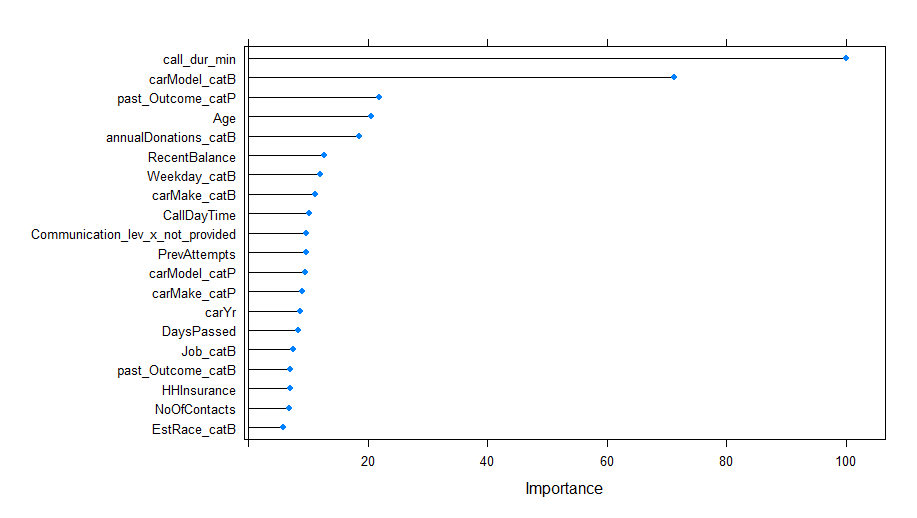 call_dur_min
carModel_catB
past_Outcome_catP
Age
annualDonations_catB
RecentBalance
Weekday_catB
carMake_catB
CallDayTime
Communication_lev_x_not_provided
PrevAttempts
carModel_catP
carMake_catP
carYr
DaysPassed
Job_catB
past_Outcome_catB
HHInsurance
NoOfContacts
EstRace_catB
20 40 60 80 100
Importance